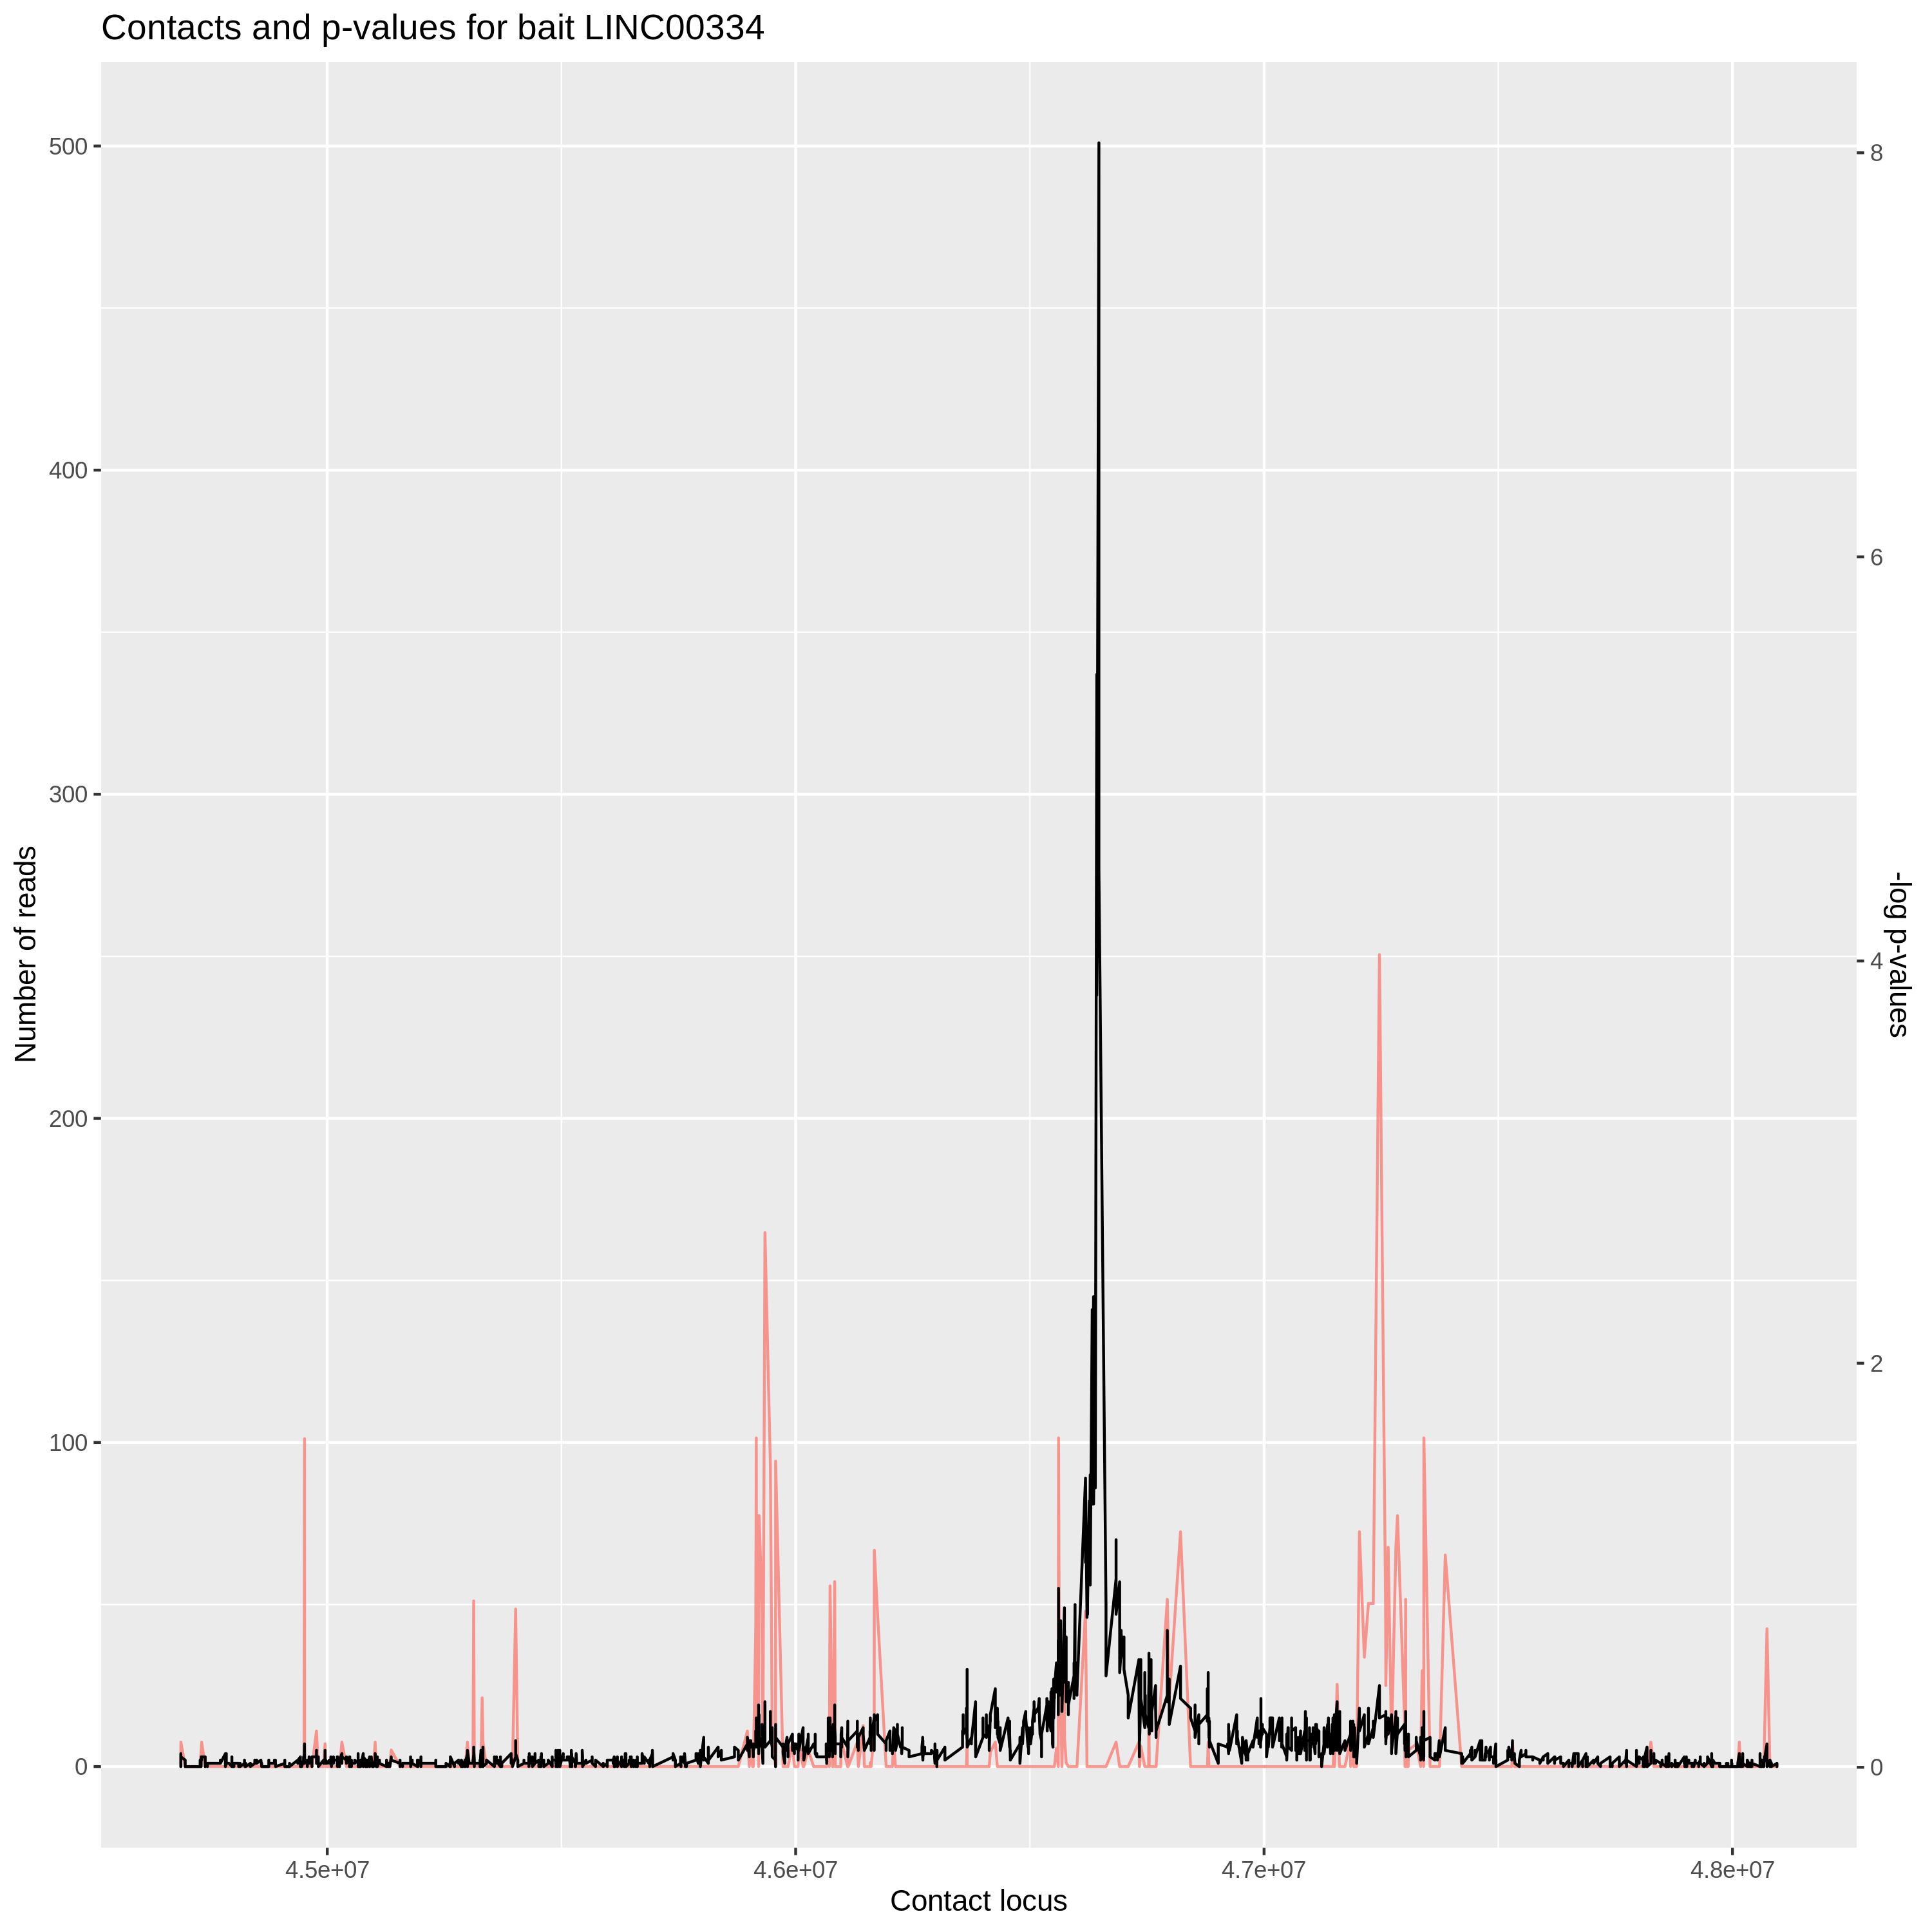 Contacts and p-values for bait LINC00334
Number of reads
500
400
300
200
100
0
8
6
4
2
0
-log p-values
4.5e+07
4.6e+07
4.7e+07
4.8e+07
Contact locus